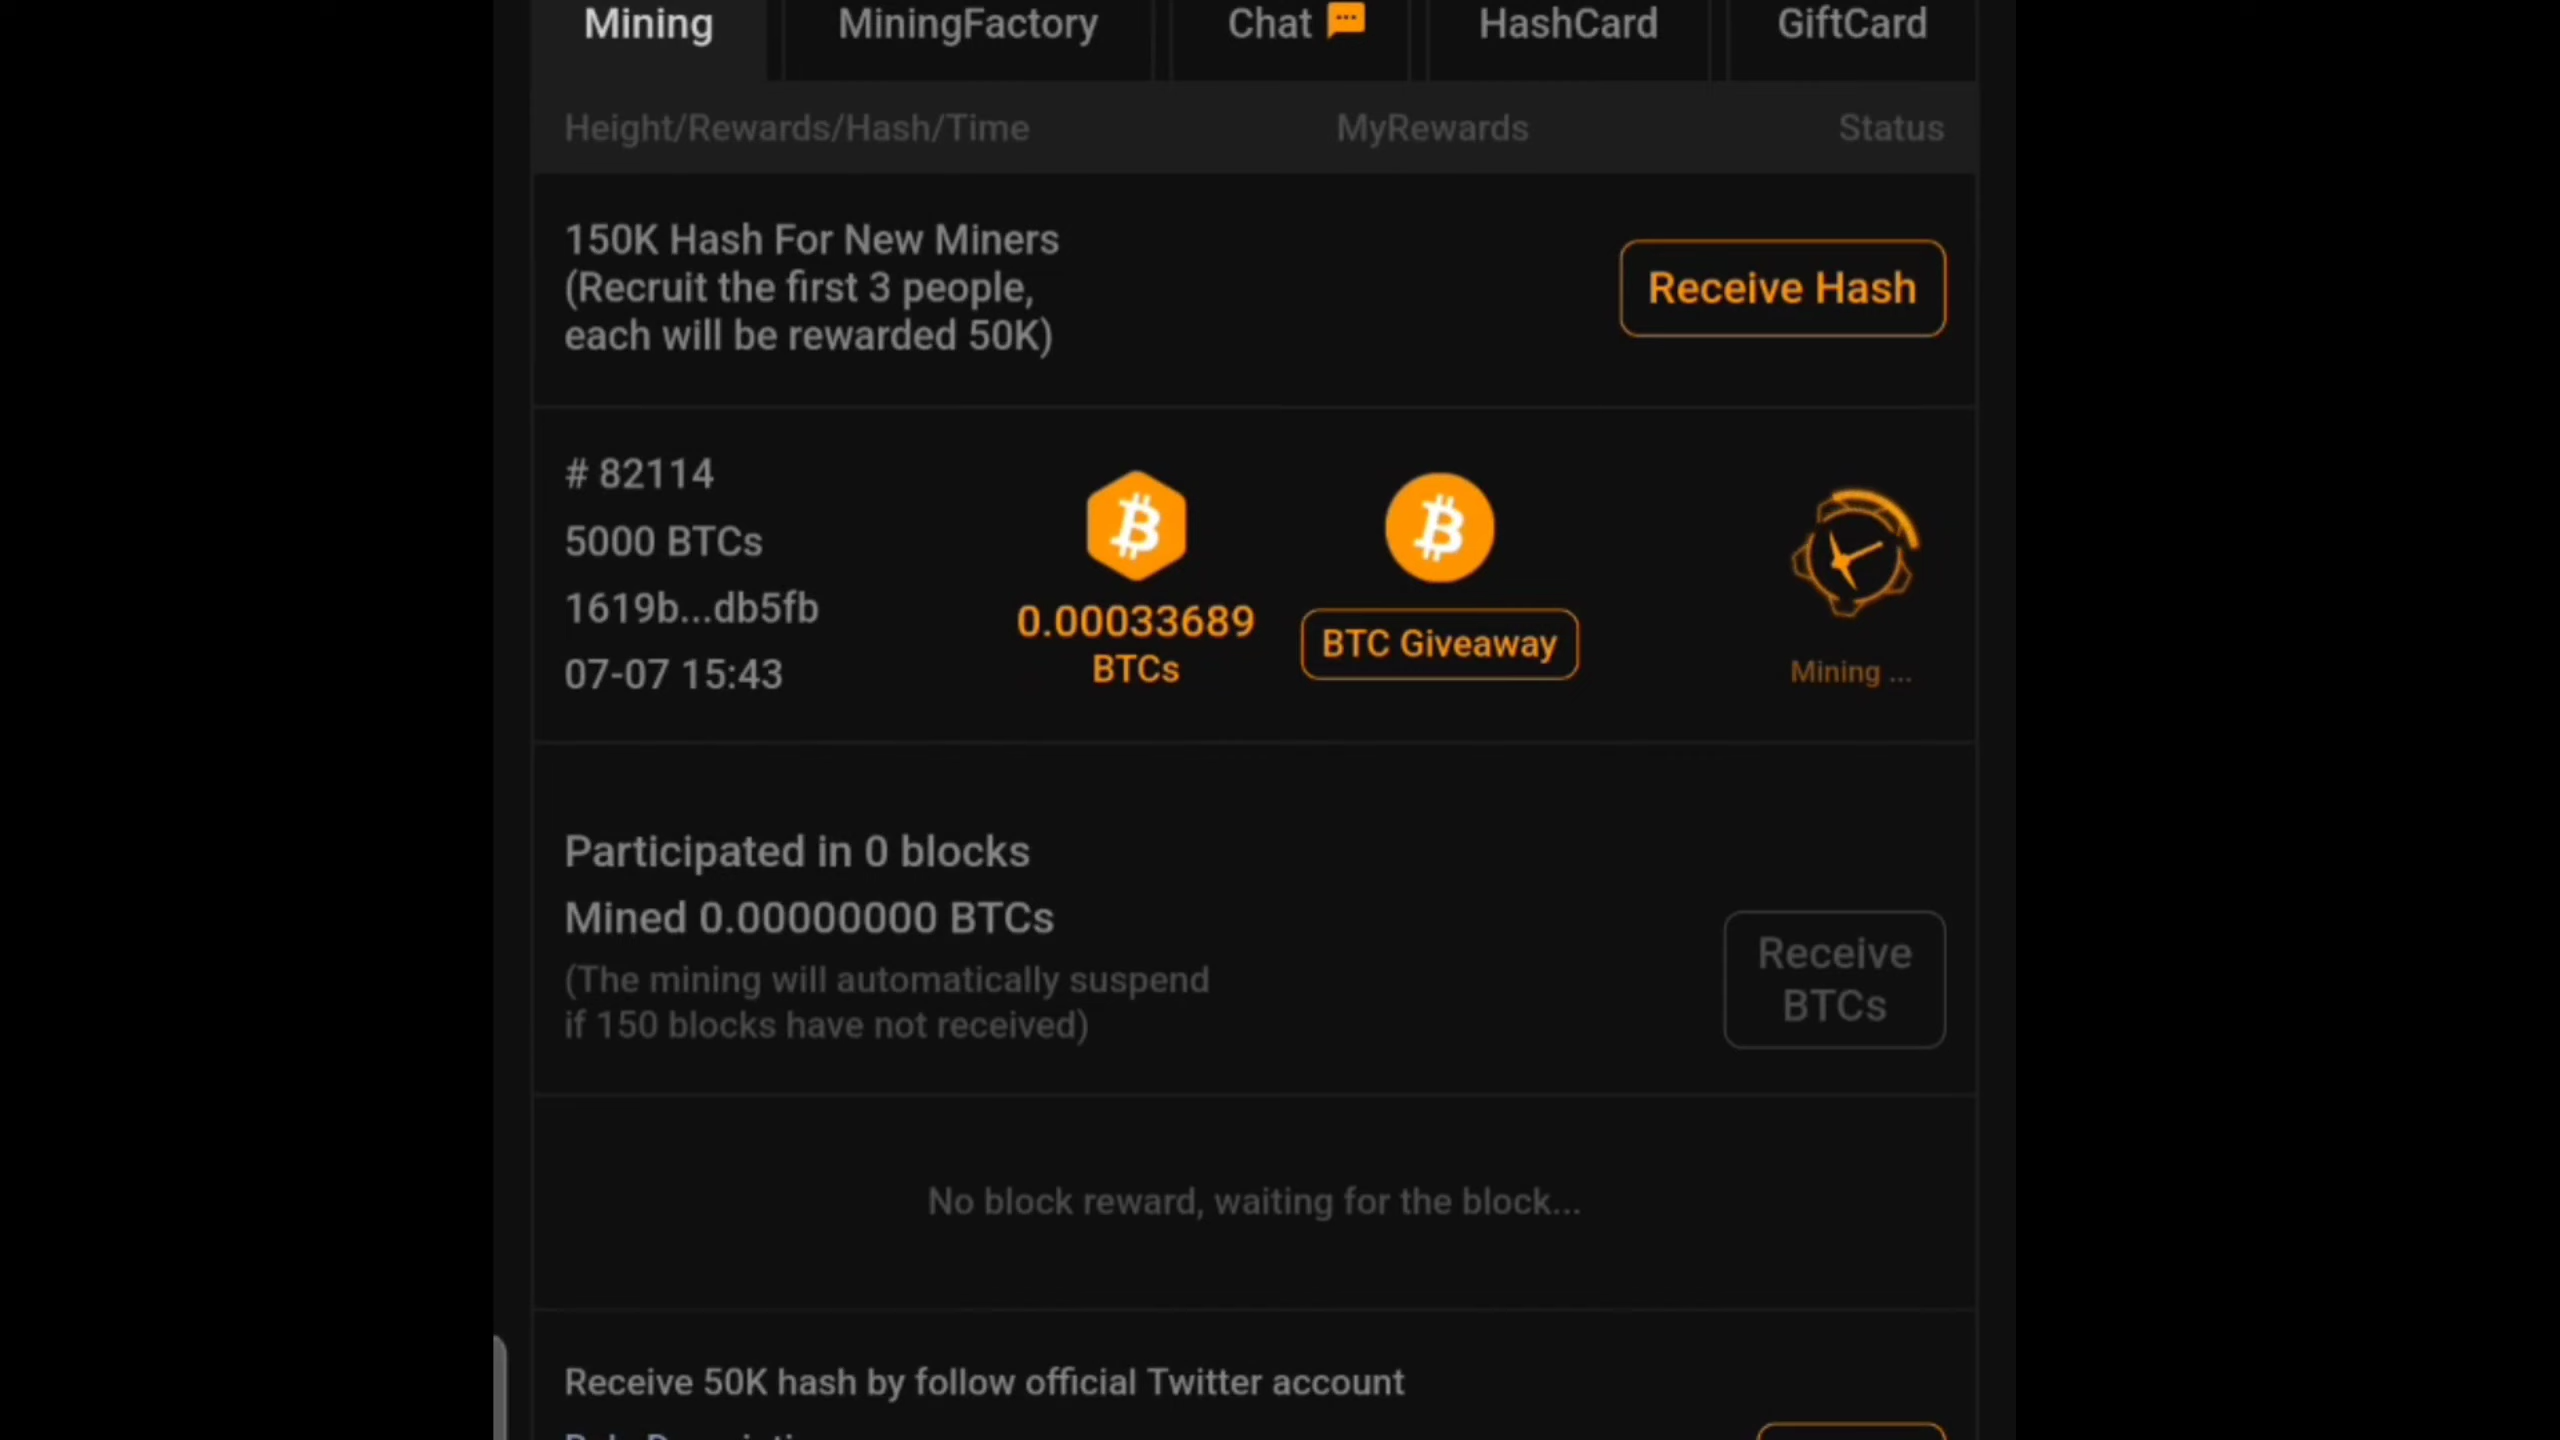 Mining
MiningFactory
Chat
HashCard
GiftCard
Height/Rewards/Hash/Time
MyRewards
Status
150K Hash For New Miners
(Recruit the first 3 people,
each will be rewarded 50K)
Receive Hash
# 82114
5000 BTCs
1619b...db5fb
07-07 15:43
0.00033689
BTCs
BTC Giveaway
Mining ...
Participated in 0 blocks
Mined 0.00000000 BTCs
(The mining will automatically suspend
if 150 blocks have not received)
Receive
BTCs
No block reward, waiting for the block...
Receive 50K hash by follow official Twitter account